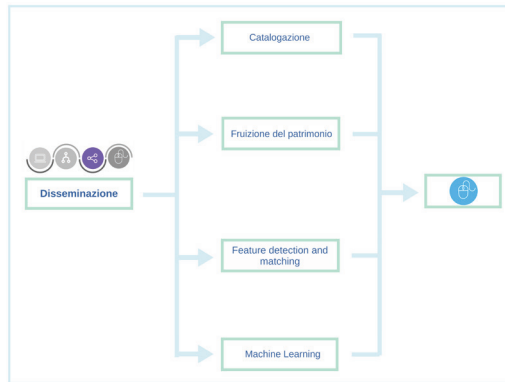 Catalogazione
Fruizione del patrimonio
Disseminazione
Feature detection and
matching
Machine Learning